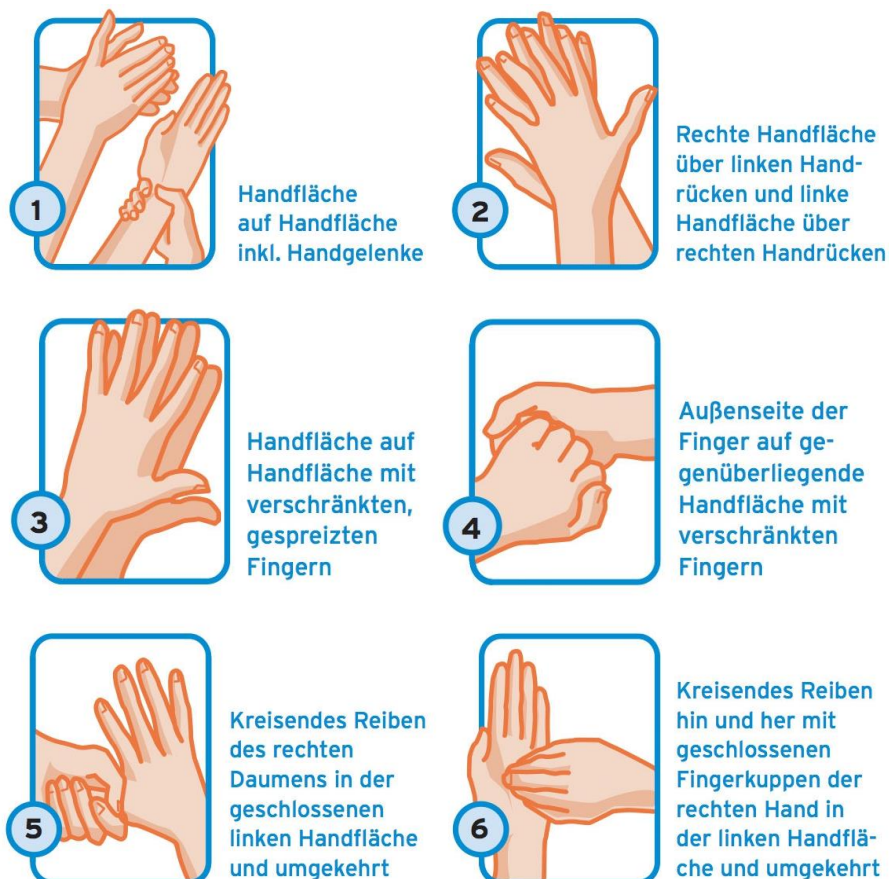 1
Handfläche
auf Handfläche
inkl. Handgelenke
2
Rechte Handfläche
über linken Hand-
rücken und linke
Handfläche über
rechten Handrücken
3
Handfläche auf
Handfläche mit
verschränkten,
gespreizten
Fingern
4
Außenseite der
Finger auf ge-
genüberliegende
Handfläche mit
verschränkten
Fingern
5
Kreisendes Reiben
des rechten
Daumens in der
geschlossenen
linken Handfläche
und umgekehrt
6
Kreisendes Reiben
hin und her mit
geschlossenen
Fingerkuppen der
rechten Hand in
der linken Handflä-
che und umgekehrt